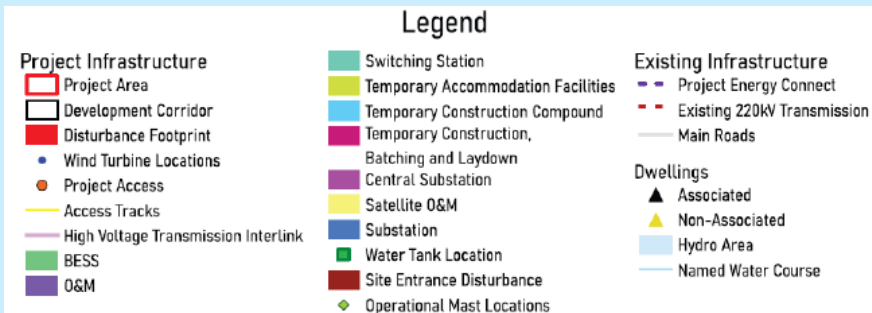 Legend
Project Infrastructure
Project Area
Development Corridor
Disturbance Footprint
Wind Turbine Locations
Project Access
Access Tracks
High Voltage Transmission Interlink
BESS
O&M
Switching Station
Temporary Accommodation Facilities
Temporary Construction Compound
Temporary Construction,
Batching and Laydown
Central Substation
Satellite O&M
Substation
Water Tank Location
Site Entrance Disturbance
Operational Mast Locations
Existing Infrastructure
Project Energy Connect
Existing 220kV Transmission
Main Roads
Dwellings
Associated
Non-Associated
Hydro Area
Named Water Course